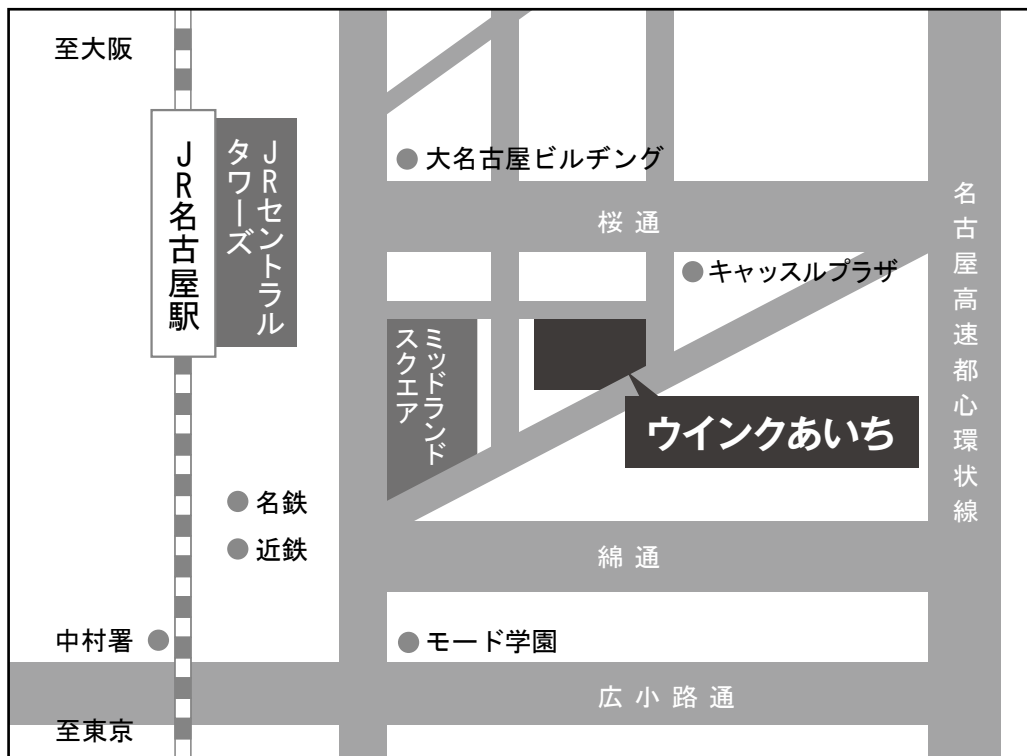 至大阪
JR名古屋駅
JRセントラル
タワーズ
大名古屋ビルヂング
桜通
キャッスルプラザ
名古屋高速都心環状線
ミッドランド
スクエア
ウインクあいち
名鉄
近鉄
綿通
中村署
モード学園
広小路通
至東京